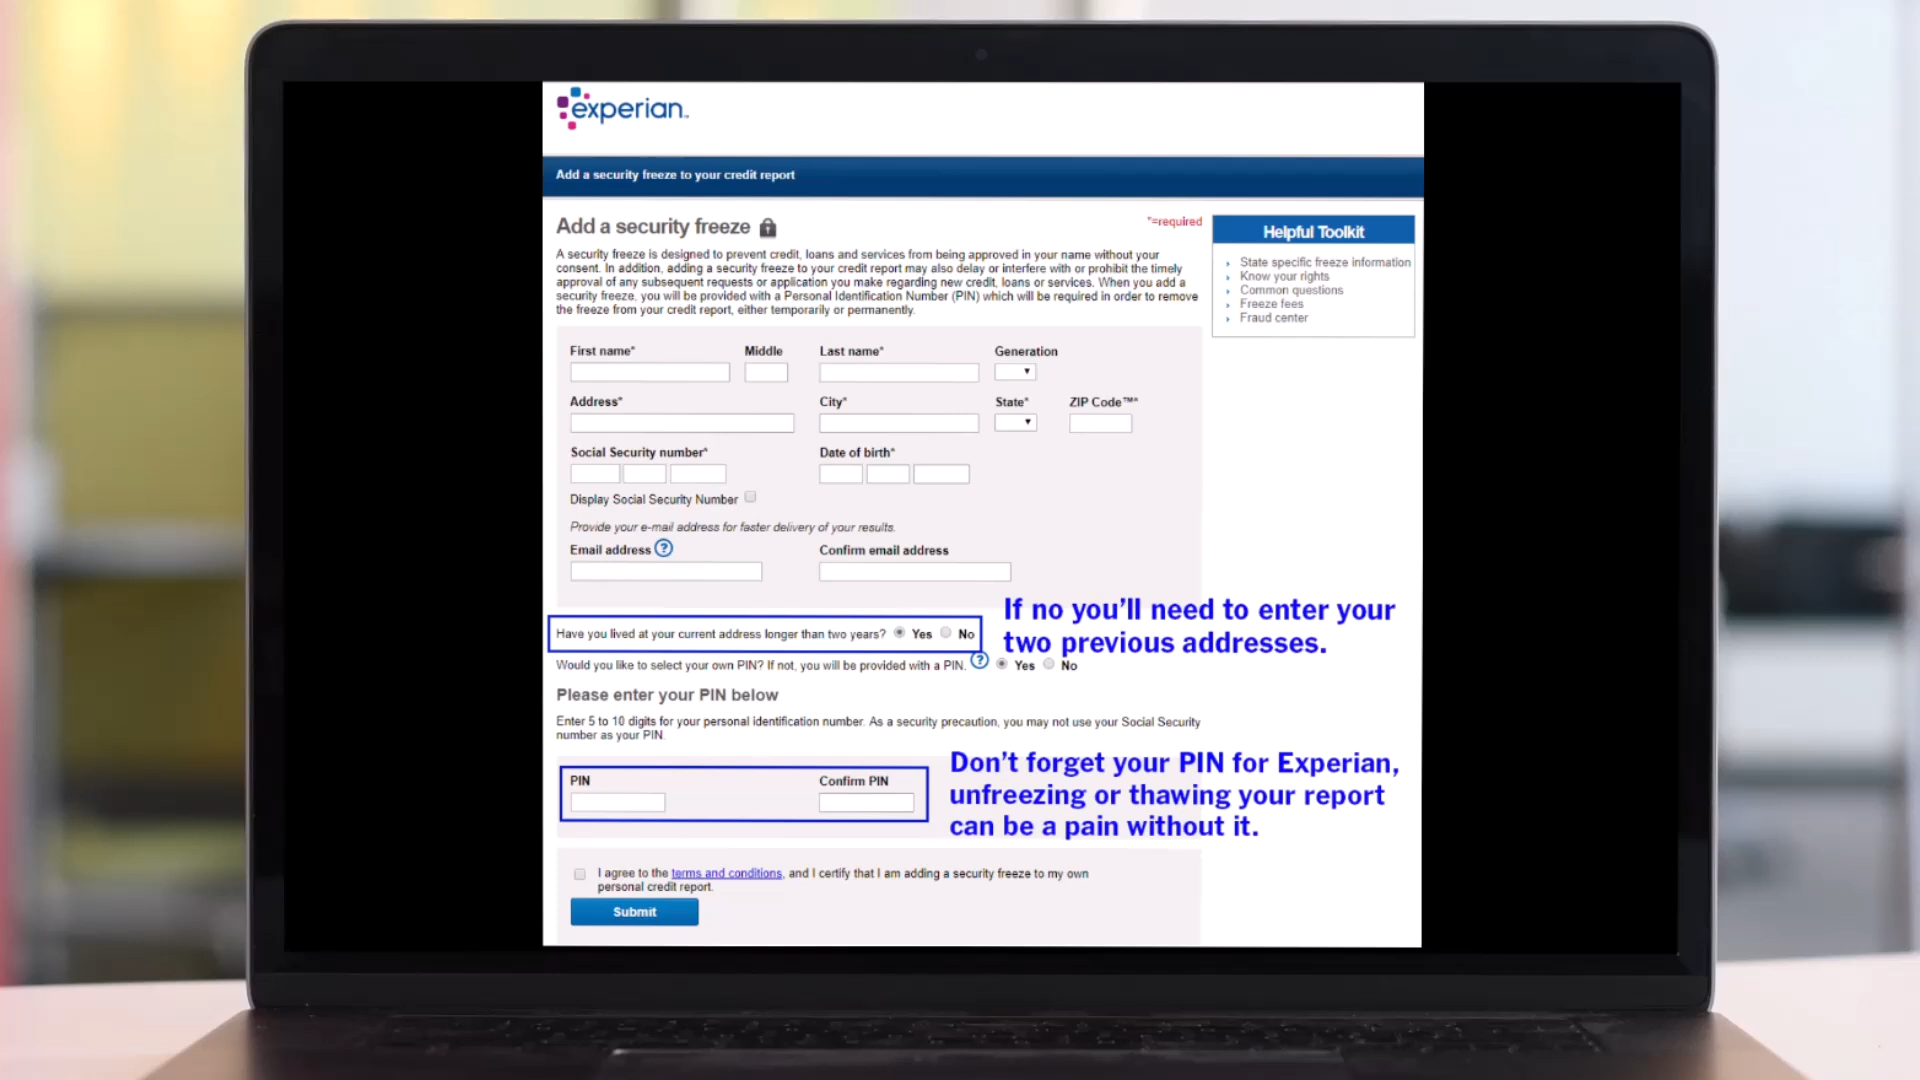 experian™
Add a security freeze to your credit report
Add a security freeze
*=required
A security freeze is designed to prevent credit, loans and services from being approved in your name without your
consent. In addition, adding a security freeze to your credit report may also delay or interfere with or prohibit the timely
approval of any subsequent requests or application you make regarding new credit, loans or services. When you add a
security freeze, you will be provided with a Personal Identification Number (PIN) which will be required in order to remove
the freeze from your credit report, either temporarily or permanently.
Helpful Toolkit
State specific freeze information
Know your rights
Common questions
Freeze fees
Fraud center
First name* Middle Last name* Generation
Address* City* State* ZIP Code™*
Social Security number* Date of birth*
Display Social Security Number
Provide your e-mail address for faster delivery of your results.
Email address ? Confirm email address
Have you lived at your current address longer than two years? Yes No
If no you'll need to enter your
two previous addresses.
Would you like to select your own PIN? If not, you will be provided with a PIN. ? Yes No
Please enter your PIN below
Enter 5 to 10 digits for your personal identification number. As a security precaution, you may not use your Social Security
number as your PIN.
PIN Confirm PIN
Don't forget your PIN for Experian,
unfreezing or thawing your report
can be a pain without it.
I agree to the terms and conditions, and I certify that I am adding a security freeze to my own
personal credit report.
Submit